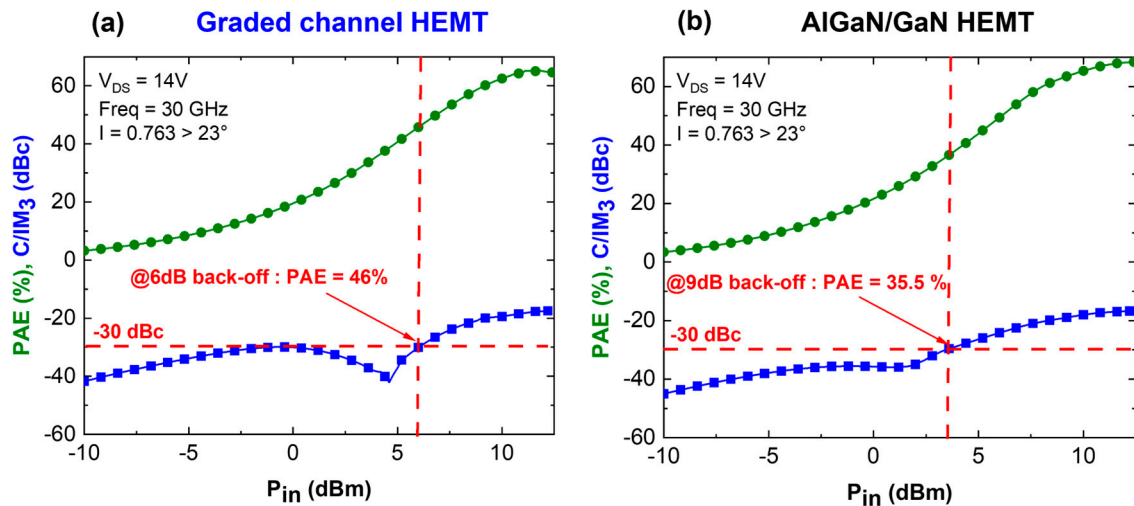 (a) Graded channel HEMT
V_DS = 14V
Freq = 30 GHz
I = 0.763 > 23°
@6dB back-off : PAE = 46%
-30 dBc
PAE (%), C/IM3 (dBc)
60
40
20
0
-20
-40
-60
-10
-5
0
5
10
Pin (dBm)
(b) AlGaN/GaN HEMT
V_DS = 14V
Freq = 30 GHz
I = 0.763 > 23°
@9dB back-off : PAE = 35.5 %
-30 dBc
PAE (%), C/IM3 (dBc)
60
40
20
0
-20
-40
-60
-10
-5
0
5
10
Pin (dBm)